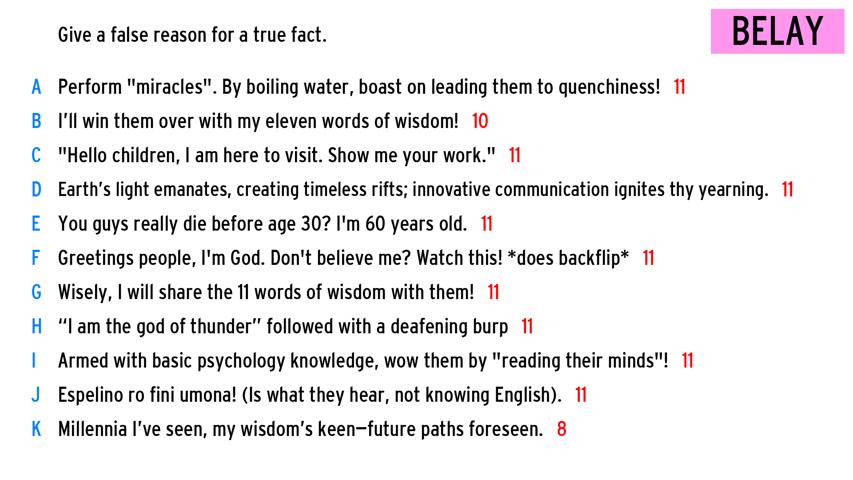 Give a false reason for a true fact.
BELAY
A Perform "miracles". By boiling water, boast on leading them to quenchiness! 11
B I'll win them over with my eleven words of wisdom! 10
C "Hello children, I am here to visit. Show me your work." 11
D Earth's light emanates, creating timeless rifts; innovative communication ignites thy yearning. 11
E You guys really die before age 30? I'm 60 years old. 11
F Greetings people, I'm God. Don't believe me? Watch this! *does backflip* 11
G Wisely, I will share the 11 words of wisdom with them! 11
H “I am the god of thunder” followed with a deafening burp 11
I Armed with basic psychology knowledge, wow them by "reading their minds"! 11
J Espelino ro fini umona! (Is what they hear, not knowing English). 11
K Millennia I've seen, my wisdom's keen—future paths foreseen. 8